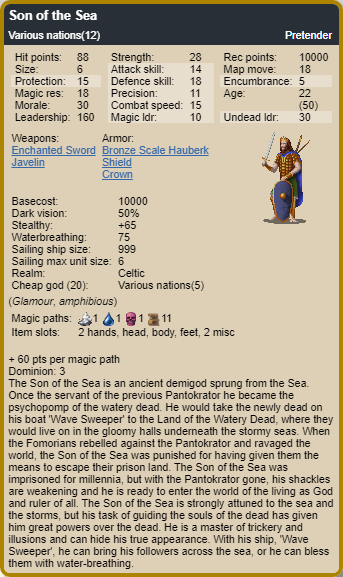 Son of the Sea
Various nations(12) Pretender
Hit points: 88 Strength: 28 Rec points: 10000
Size: 6 Attack skill: 14 Map move: 18
Protection: 15 Defence skill: 18 Encumbrance: 5
Magic res: 18 Precision: 11 Age: 22
Morale: 30 Combat speed: 15 (50)
Leadership: 160 Magic ldr: 10 Undead ldr: 30
Weapons: Armor:
Enchanted Sword Bronze Scale Hauberk
Javelin Shield
Crown
Basecost: 10000
Dark vision: 50%
Stealthy: +65
Waterbreathing: 75
Sailing ship size: 999
Sailing max unit size: 6
Realm: Celtic
Cheap god (20): Various nations(5)
(Glamour, amphibious)
Magic paths: 1 1 1 11
Item slots: 2 hands, head, body, feet, 2 misc
+ 60 pts per magic path
Dominion: 3
The Son of the Sea is an ancient demigod sprung from the Sea.
Once the servant of the previous Pantokrator he became the
psychopomp of the watery dead. He would take the newly dead on
his boat 'Wave Sweeper' to the Land of the Watery Dead, where they
would live on in the gloomy halls underneath the stormy seas. When
the Fomorians rebelled against the Pantokrator and ravaged the
world, the Son of the Sea was punished for having given them the
means to escape their prison land. The Son of the Sea was
imprisoned for millennia, but with the Pantokrator gone, his shackles
are weakening and he is ready to enter the world of the living as God
and ruler of all. The Son of the Sea is strongly attuned to the sea and
the storms, but his task of guiding the souls of the dead has given
him great powers over the dead. He is a master of trickery and
illusions and can hide his true appearance. With his ship, 'Wave
Sweeper', he can bring his followers across the sea, or he can bless
them with water-breathing.